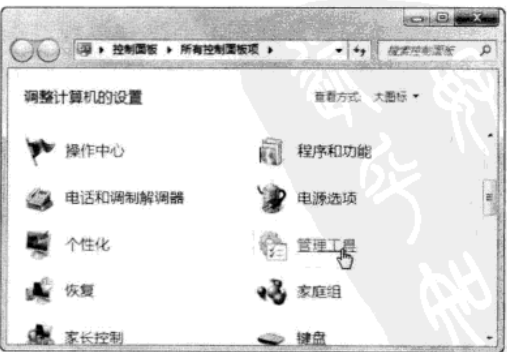 控制面板 ▸ 所有控制面板项 ▸
搜索控制面板
调整计算机的设置
查看方式: 大图标
操作中心
程序和功能
电话和调制解调器
电源选项
个性化
管理工具
恢复
家庭组
家长控制
键盘